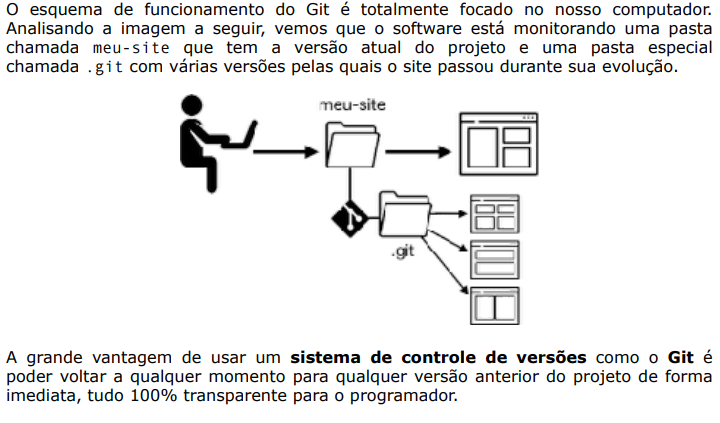 O esquema de funcionamento do Git é totalmente focado no nosso computador.
Analisando a imagem a seguir, vemos que o software está monitorando uma pasta
chamada meu-site que tem a versão atual do projeto e uma pasta especial
chamada .git com várias versões pelas quais o site passou durante sua evolução.
meu-site
.git
A grande vantagem de usar um sistema de controle de versões como o Git é
poder voltar a qualquer momento para qualquer versão anterior do projeto de forma
imediata, tudo 100% transparente para o programador.